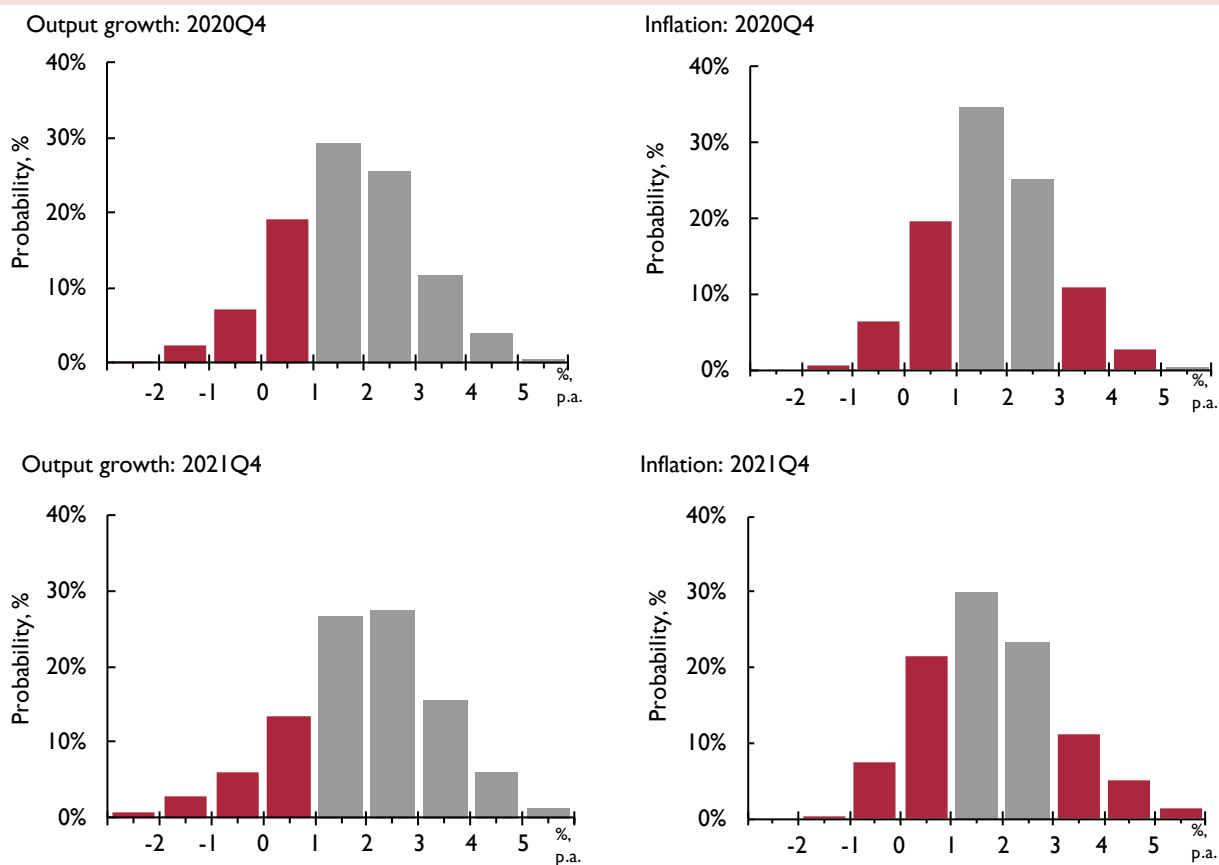 Output growth: 2020Q4
40%
30%
20%
10%
0%
Probability, %
-2 -1 0 1 2 3 4 5 %, p.a.
Inflation: 2020Q4
40%
30%
20%
10%
0%
Probability, %
-2 -1 0 1 2 3 4 5 %, p.a.
Output growth: 2021Q4
40%
30%
20%
10%
0%
Probability, %
-2 -1 0 1 2 3 4 5 %, p.a.
Inflation: 2021Q4
40%
30%
20%
10%
0%
Probability, %
-2 -1 0 1 2 3 4 5 %, p.a.